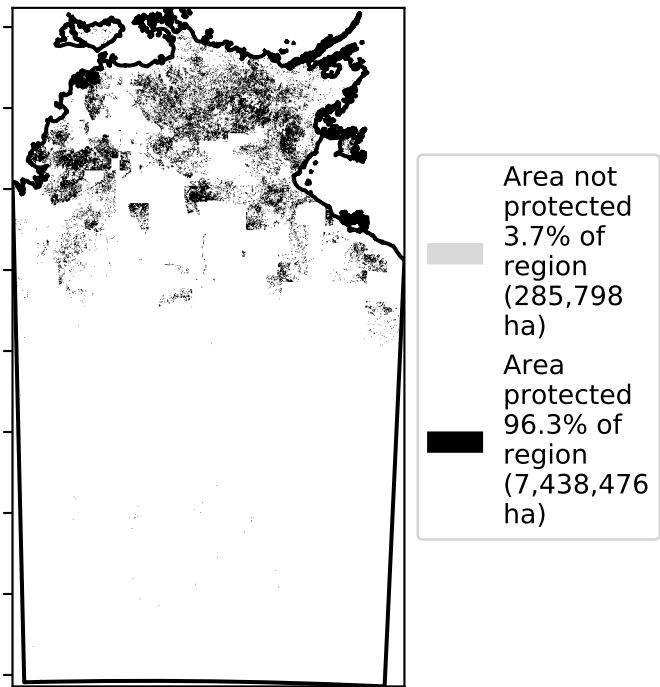 Area not
protected
3.7% of
region
(285,798
ha)
Area
protected
96.3% of
region
(7,438,476
ha)